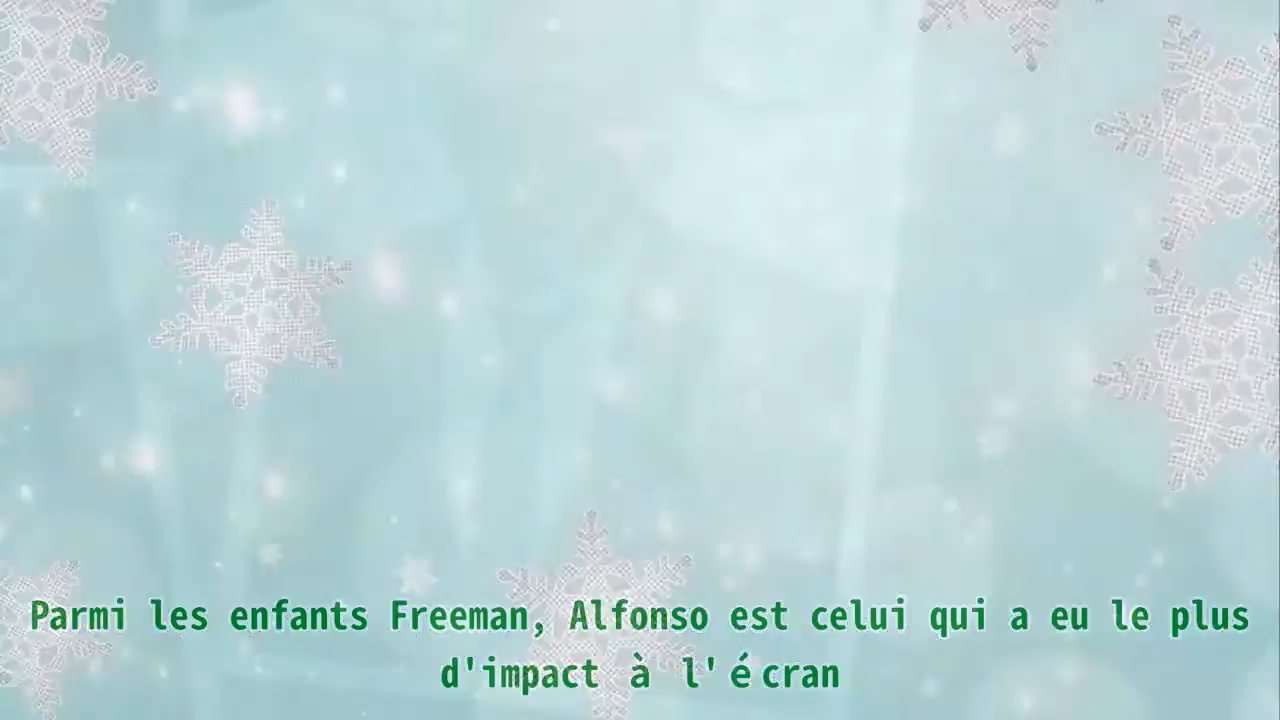 Parmi les enfants Freeman, Alfonso est celui qui a eu le plus
d'impact à l'écran